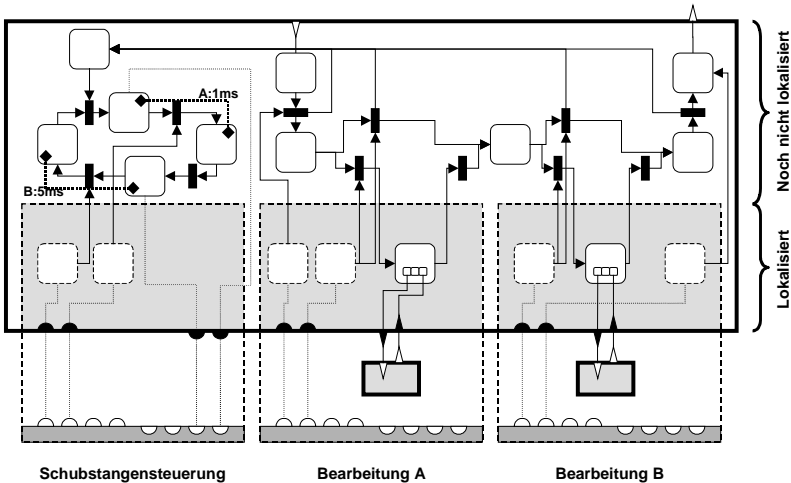 A:1ms
B:5ms
Noch nicht lokalisiert
Lokalisiert
Schubstangensteuerung
Bearbeitung A
Bearbeitung B